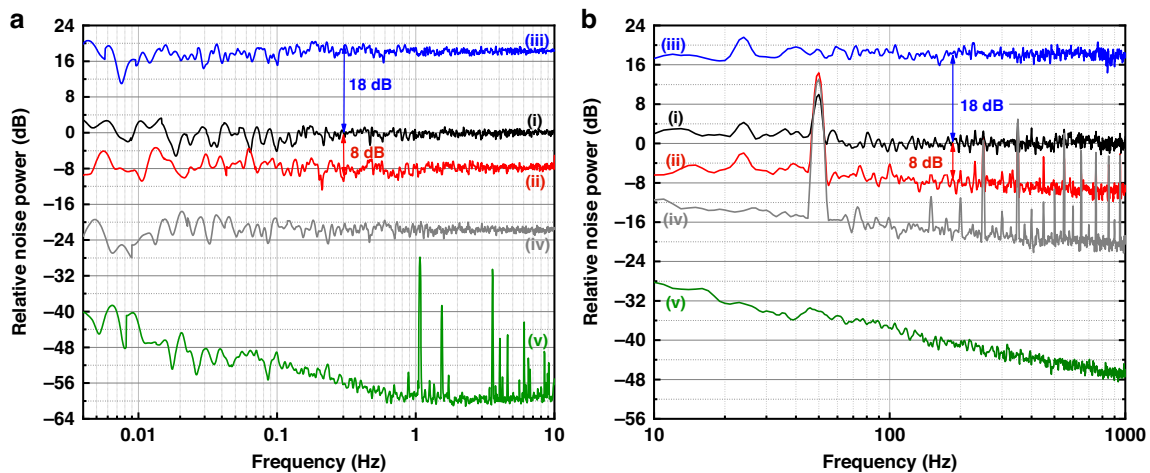 a
Relative noise power (dB)
24
16
8
0
−8
−16
−24
−32
−40
−48
−56
−64
(iii)
18 dB
(i)
8 dB
(ii)
(iv)
(v)
0.01
0.1
1
10
Frequency (Hz)
b
Relative noise power (dB)
24
16
8
0
−8
−16
−24
−32
−40
−48
−56
(iii)
18 dB
(i)
8 dB
(ii)
(iv)
(v)
10
100
1000
Frequency (Hz)